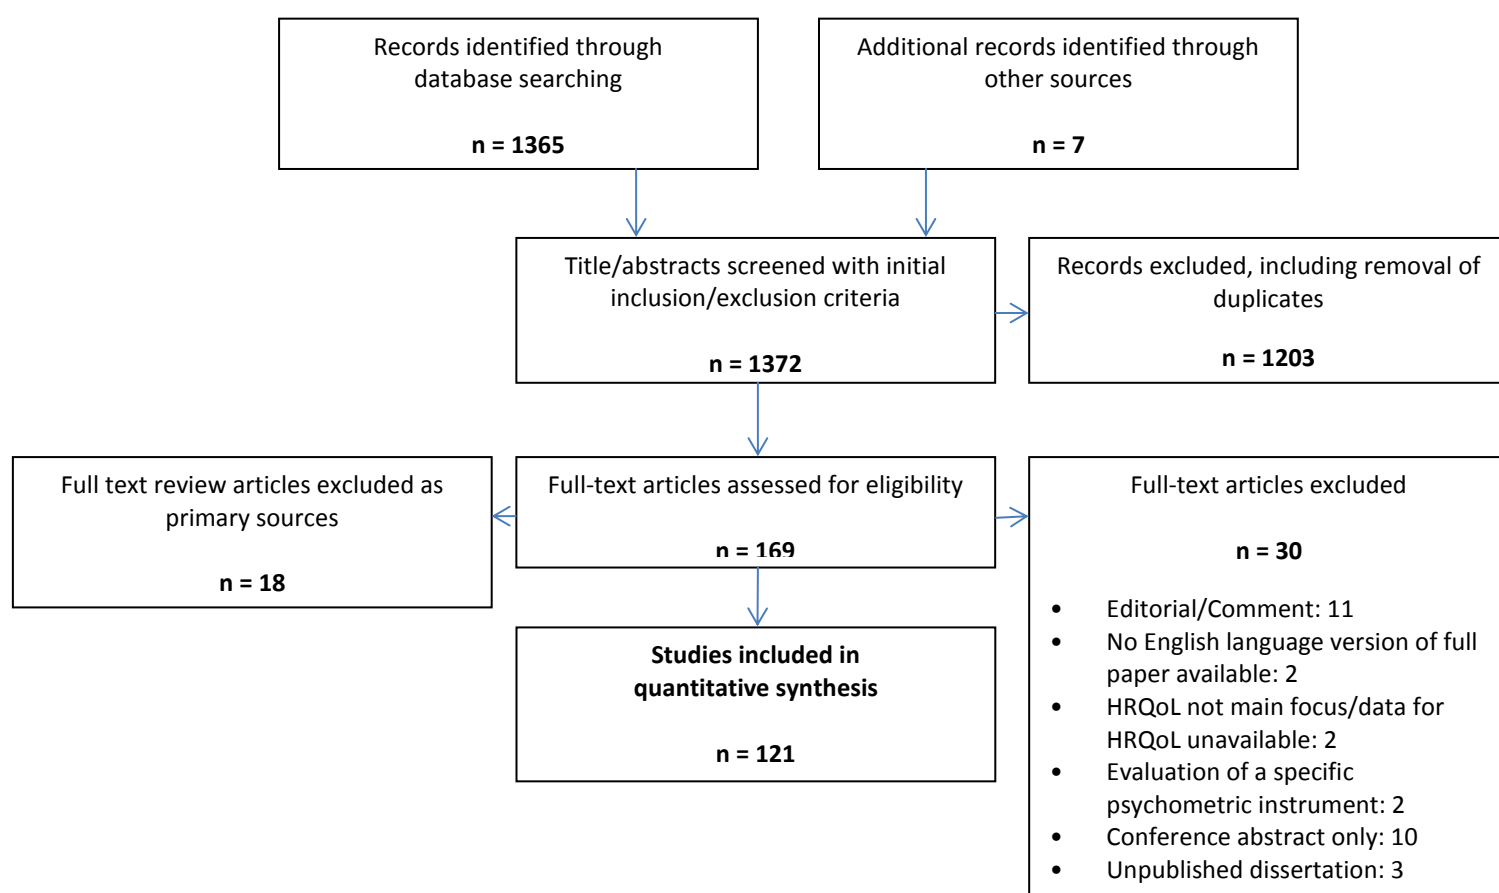 Records identified through
database searching
n = 1365
Additional records identified through
other sources
n = 7
Title/abstracts screened with initial
inclusion/exclusion criteria
n = 1372
Records excluded, including removal of
duplicates
n = 1203
Full text review articles excluded as
primary sources
n = 18
Full-text articles assessed for eligibility
n = 169
Full-text articles excluded
n = 30
• Editorial/Comment: 11
• No English language version of full
paper available: 2
• HRQoL not main focus/data for
HRQoL unavailable: 2
• Evaluation of a specific
psychometric instrument: 2
• Conference abstract only: 10
• Unpublished dissertation: 3
Studies included in
quantitative synthesis
n = 121